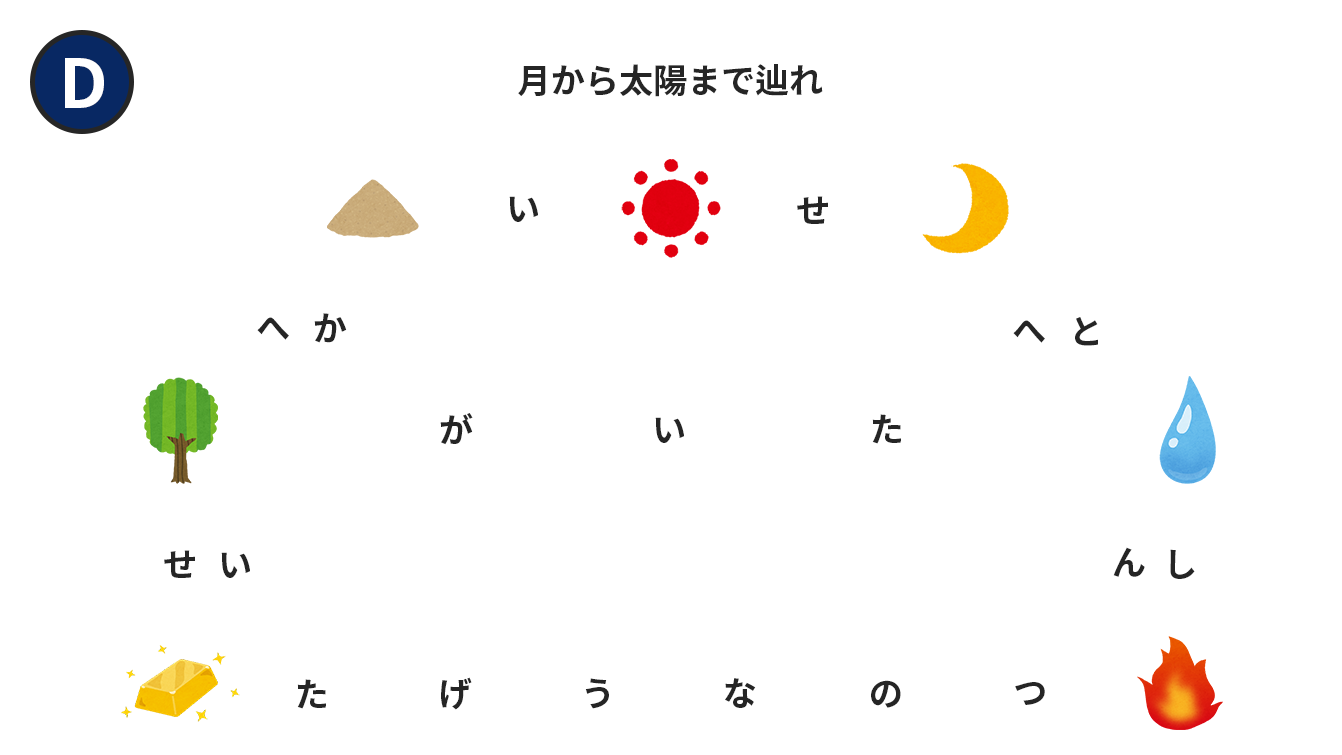 D
月から太陽まで辿れ
い せ
へ か へ と
が い た
せ い ん し
た げ う な の つ